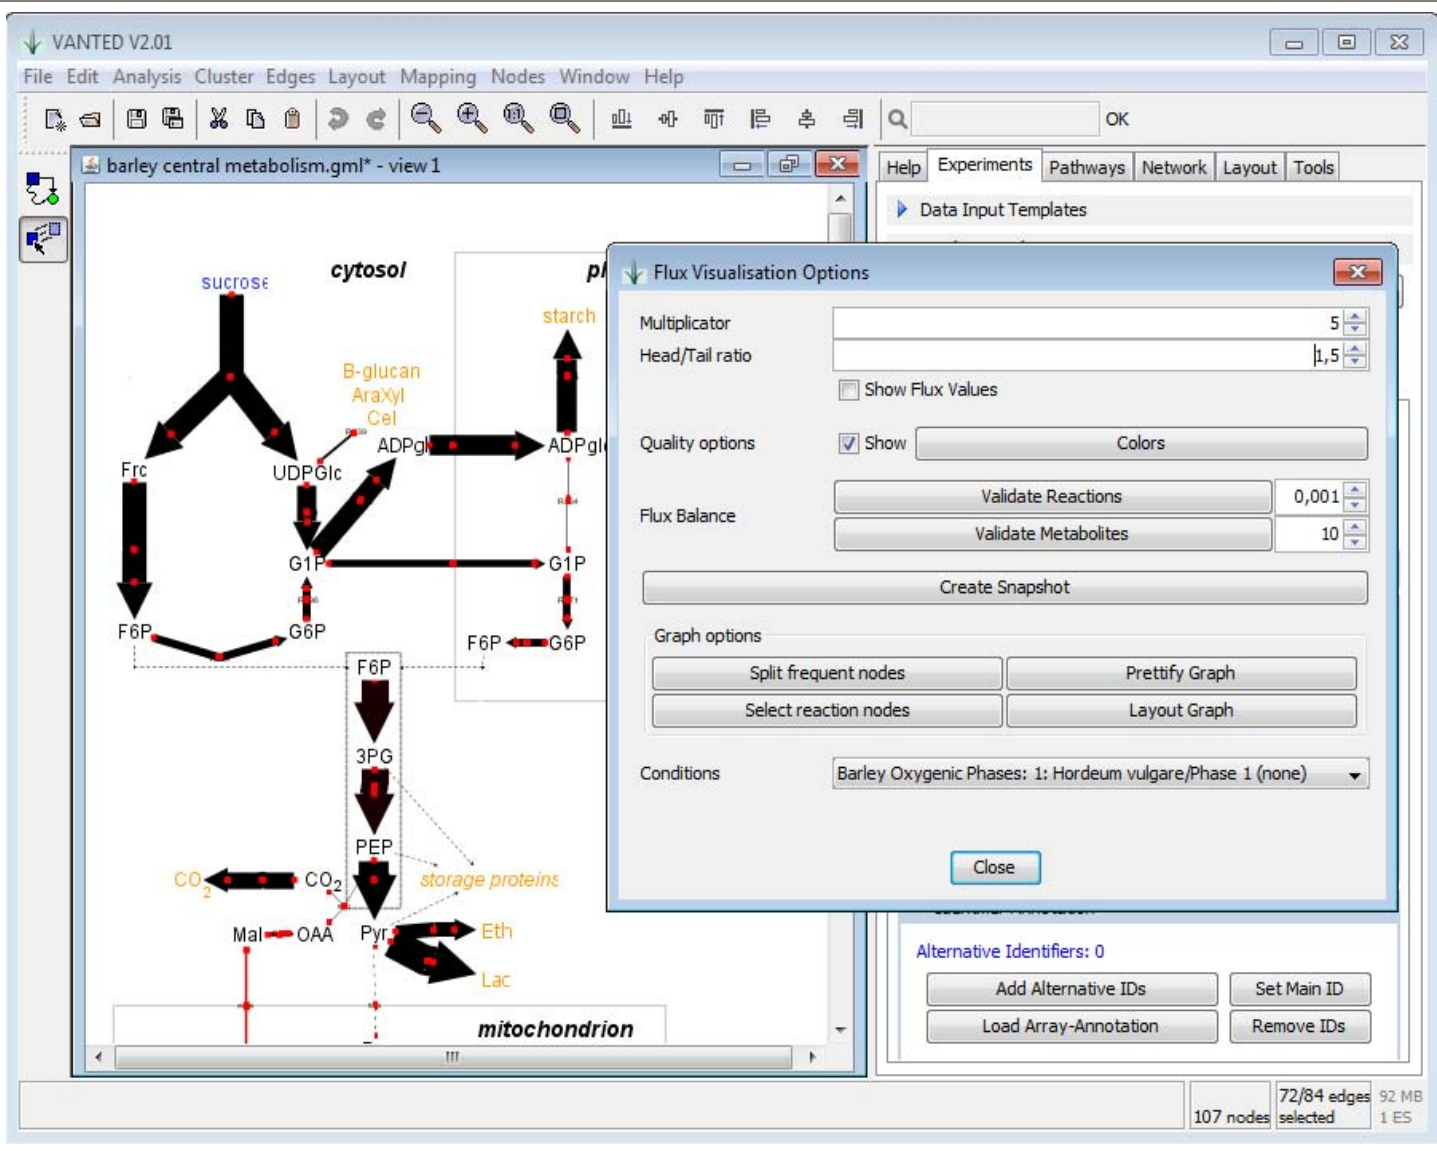 VANTED V2.01
File Edit Analysis Cluster Edges Layout Mapping Nodes Window Help
OK
barley central metabolism.gml* - view 1
Help Experiments Pathways Network Layout Tools
Data Input Templates
cytosol
sucrose
starch
B-glucan
AraXyl
Cel
ADPgl
ADPglc
Frc
UDPGlc
G1P
G1P
F6P
G6P
F6P
G6P
F6P
3PG
PEP
CO2
CO2
storage proteins
Mal
OAA
Pyr
Eth
Lac
mitochondrion
Flux Visualisation Options
Multiplicator 5
Head/Tail ratio 1,5
Show Flux Values
Quality options Show Colors
Flux Balance
Validate Reactions 0,001
Validate Metabolites 10
Create Snapshot
Graph options
Split frequent nodes Prettify Graph
Select reaction nodes Layout Graph
Conditions Barley Oxygenic Phases: 1: Hordeum vulgare/Phase 1 (none)
Close
Alternative Identifiers: 0
Add Alternative IDs Set Main ID
Load Array-Annotation Remove IDs
107 nodes
72/84 edges
selected
92 MB
1 ES